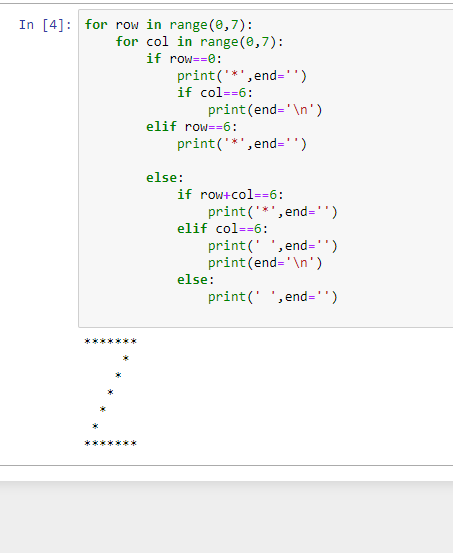 In [4]: for row in range(0,7):
    for col in range(0,7):
        if row==0:
            print('*',end='')
            if col==6:
                print(end='\n')
        elif row==6:
            print('*',end='')

        else:
            if row+col==6:
                print('*',end='')
            elif col==6:
                print(' ',end='')
                print(end='\n')
            else:
                print(' ',end='')
*******
     *
    *
   *
  *
 *
*******